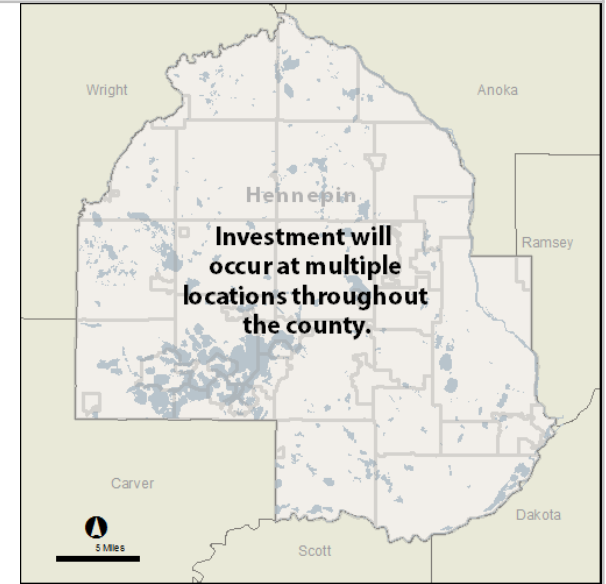 Wright
Anoka
Hennepin
Ramsey
Investment will
occur at multiple
locations throughout
the county.
Carver
Dakota
5 Miles
Scott